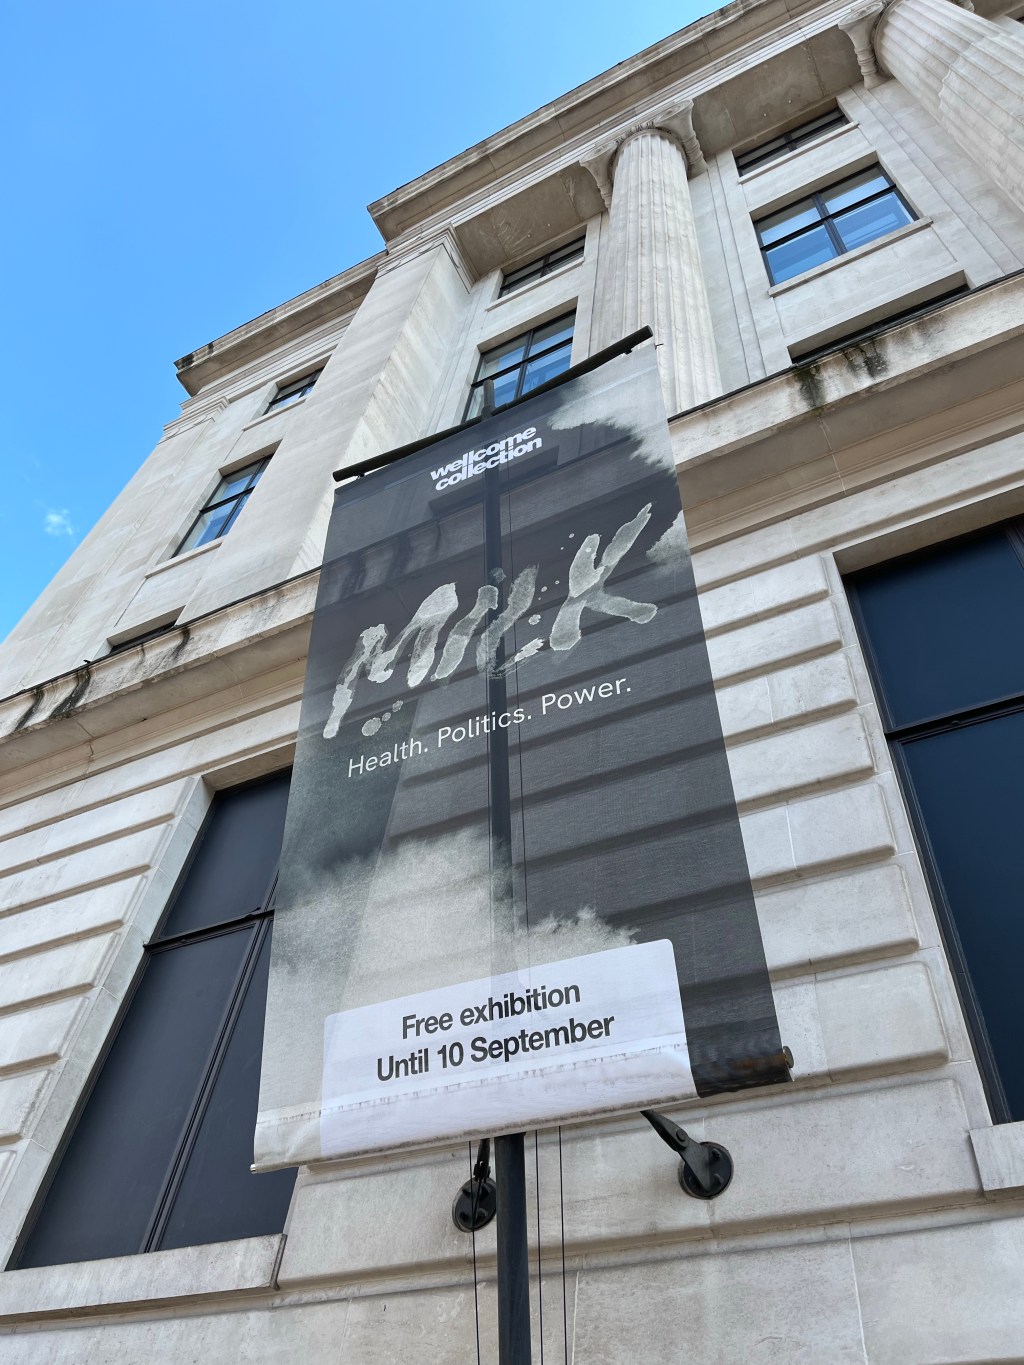 wellcome
collection
MILK
Health. Politics. Power.
Free exhibition
Until 10 September